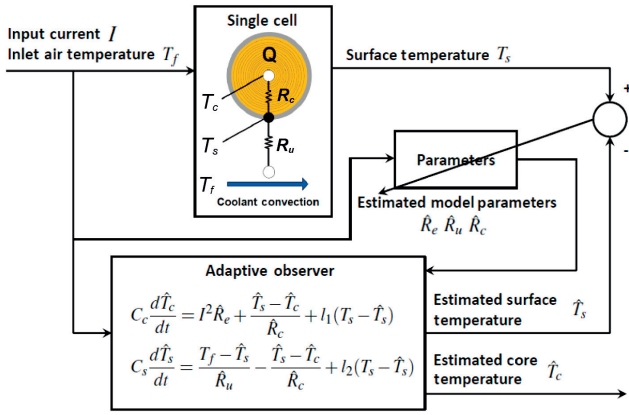 Single cell
Input current I
Inlet air temperature T_f
Surface temperature T_s
Q
T_c
R_c
T_s
R_u
T_f
Coolant convection
+
-
Parameters
Estimated model parameters
R̂_e R̂_u R̂_c
Adaptive observer
C_c dT̂_c/dt = I²R̂_e + (T̂_s − T̂_c)/R̂_c + l₁(T_s − T̂_s)
C_s dT̂_s/dt = (T_f − T̂_s)/R̂_u − (T̂_s − T̂_c)/R̂_c + l₂(T_s − T̂_s)
Estimated surface
temperature T̂_s
Estimated core
temperature T̂_c